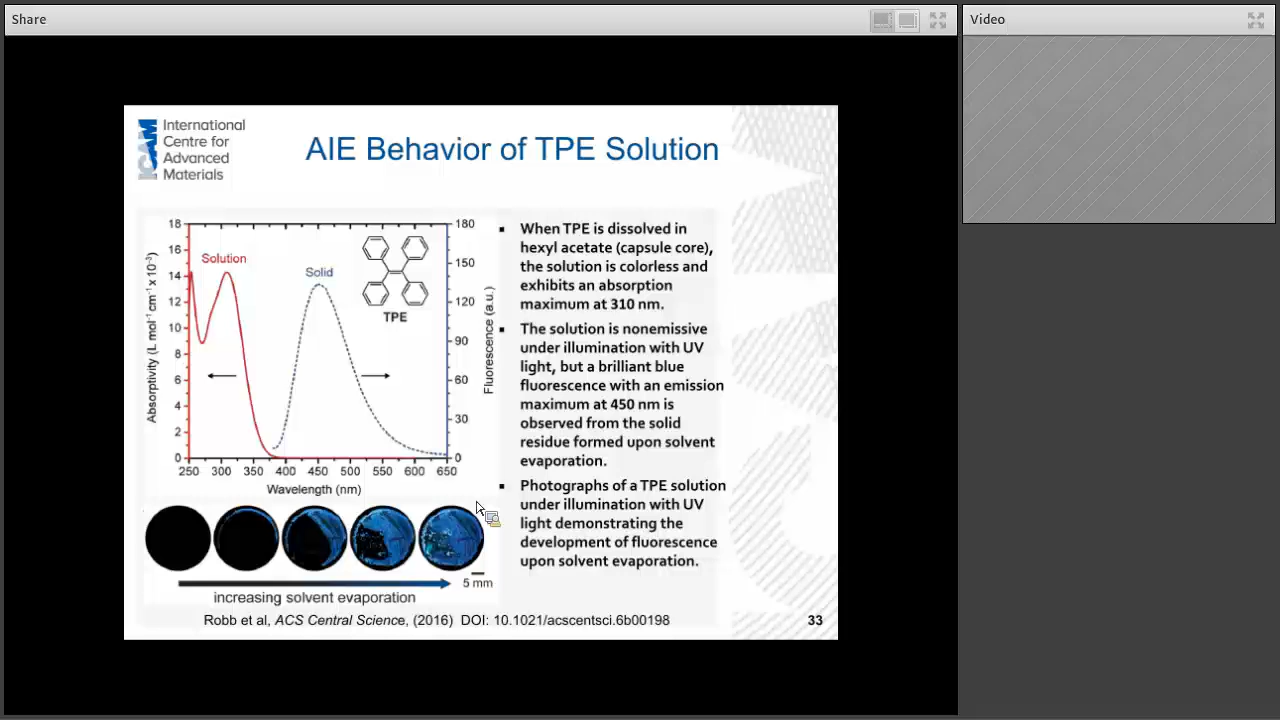 Share
Video
International
Centre for
Advanced
Materials
ICAM
AIE Behavior of TPE Solution
18
16
14
12
10
8
6
4
2
0
Absorptivity (L mol⁻¹ cm⁻¹ x 10⁻³)
Solution
Solid
TPE
180
150
120
90
60
30
0
Fluorescence (a.u.)
250 300 350 400 450 500 550 600 650
Wavelength (nm)
5 mm
increasing solvent evaporation
▪ When TPE is dissolved in
hexyl acetate (capsule core),
the solution is colorless and
exhibits an absorption
maximum at 310 nm.
▪ The solution is nonemissive
under illumination with UV
light, but a brilliant blue
fluorescence with an emission
maximum at 450 nm is
observed from the solid
residue formed upon solvent
evaporation.
▪ Photographs of a TPE solution
under illumination with UV
light demonstrating the
development of fluorescence
upon solvent evaporation.
Robb et al, ACS Central Science, (2016) DOI: 10.1021/acscentsci.6b00198
33